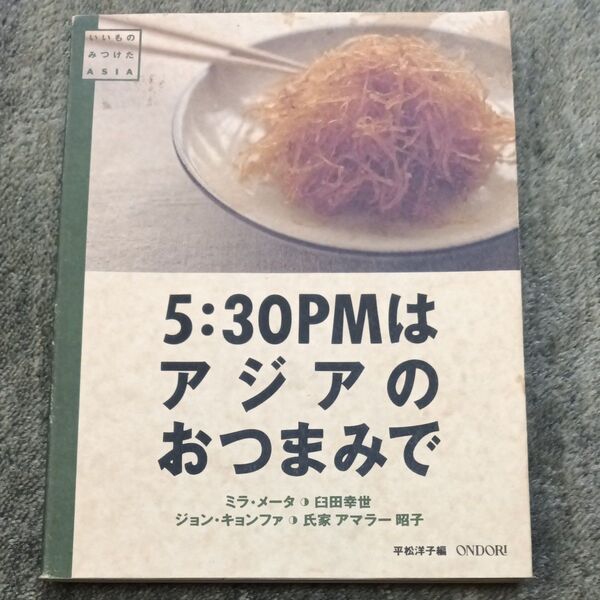 いいもの
みつけた
ASIA
5:30PMは
アジアの
おつまみで
ミラ・メータ◑臼田幸世
ジョン・キョンファ◑氏家 アマラー 昭子
平松洋子編 ONDORI